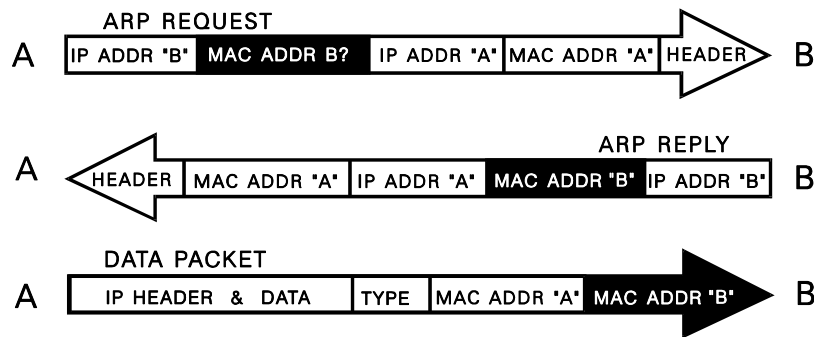 ARP REQUEST
A IP ADDR "B" MAC ADDR B? IP ADDR "A" MAC ADDR "A" HEADER B
ARP REPLY
A HEADER MAC ADDR "A" IP ADDR "A" MAC ADDR "B" IP ADDR "B" B
DATA PACKET
A IP HEADER & DATA TYPE MAC ADDR "A" MAC ADDR "B" B